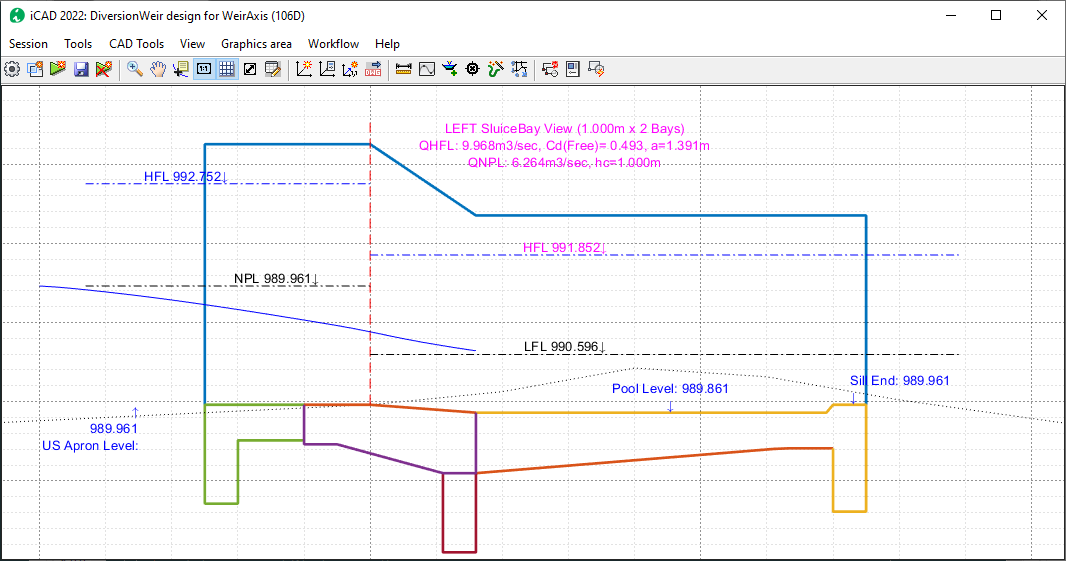 iCAD 2022: DiversionWeir design for WeirAxis (106D)
Session Tools CAD Tools View Graphics area Workflow Help
1:1
LEFT SluiceBay View (1.000m x 2 Bays)
QHFL: 9.968m3/sec, Cd(Free)= 0.493, a=1.391m
QNPL: 6.264m3/sec, hc=1.000m
HFL 992.752↓
HFL 991.852↓
NPL 989.961↓
LFL 990.596↓
Pool Level: 989.861
↓
Sill End: 989.961
↓
↑
989.961
US Apron Level: